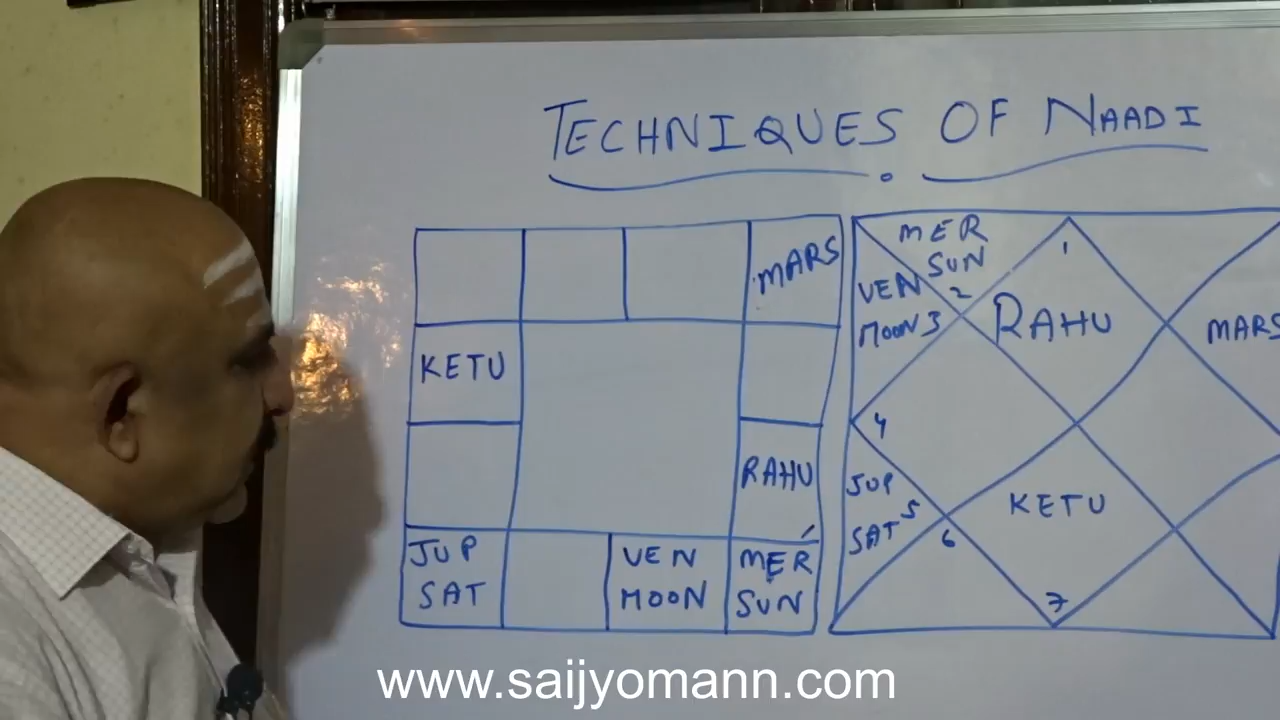 TECHNIQUES OF NAADI
MARS
KETU
RAHU
JUP
SAT
VEN
MOON
MER
SUN
MER
SUN
2
VEN
MOON 3
1
RAHU
MARS
4
JUP
5
SAT
6
KETU
7
www.saijyomann.com